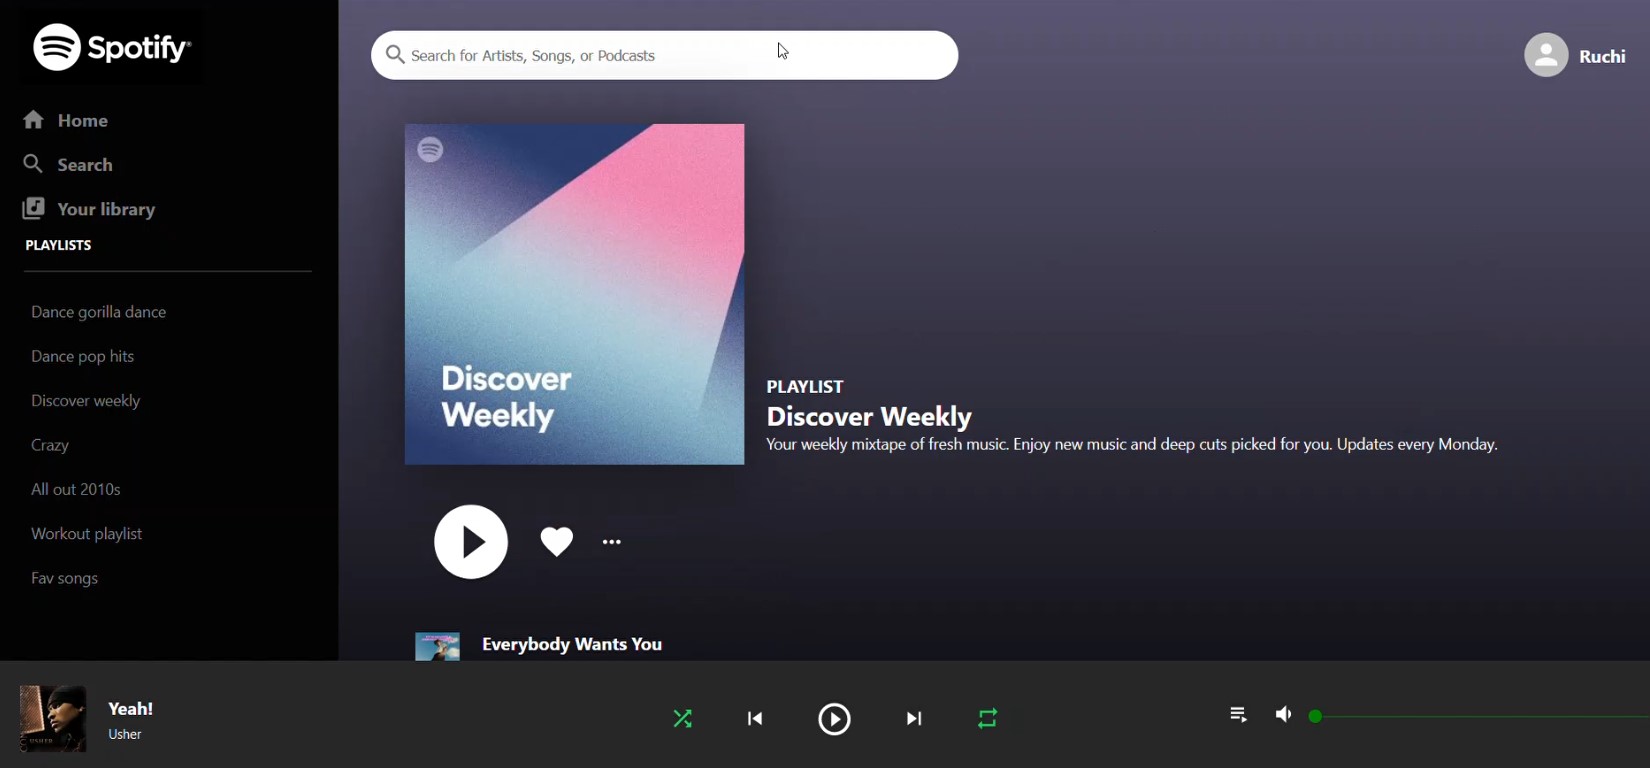 Spotify®
Search for Artists, Songs, or Podcasts
Ruchi
Home
Search
Your library
PLAYLISTS
Dance gorilla dance
Dance pop hits
Discover weekly
Crazy
All out 2010s
Workout playlist
Fav songs
Discover
Weekly
PLAYLIST
Discover Weekly
Your weekly mixtape of fresh music. Enjoy new music and deep cuts picked for you. Updates every Monday.
Everybody Wants You
USHER
Yeah!
Usher